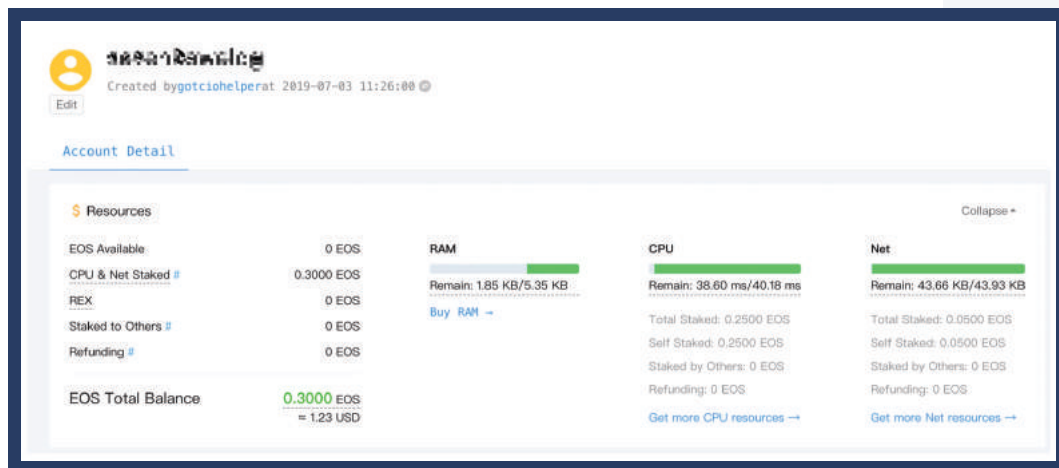 Created bygotciohelperat 2019-07-03 11:26:00
Edit
Account Detail
$ Resources
Collapse
EOS Available 0 EOS
CPU & Net Staked # 0.3000 EOS
REX 0 EOS
Staked to Others # 0 EOS
Refunding # 0 EOS
EOS Total Balance 0.3000 EOS
≈ 1.23 USD
RAM
Remain: 1.85 KB/5.35 KB
Buy RAM →
CPU
Remain: 38.60 ms/40.18 ms
Total Staked: 0.2500 EOS
Self Staked: 0.2500 EOS
Staked by Others: 0 EOS
Refunding: 0 EOS
Get more CPU resources →
Net
Remain: 43.66 KB/43.93 KB
Total Staked: 0.0500 EOS
Self Staked: 0.0500 EOS
Staked by Others: 0 EOS
Refunding: 0 EOS
Get more Net resources →